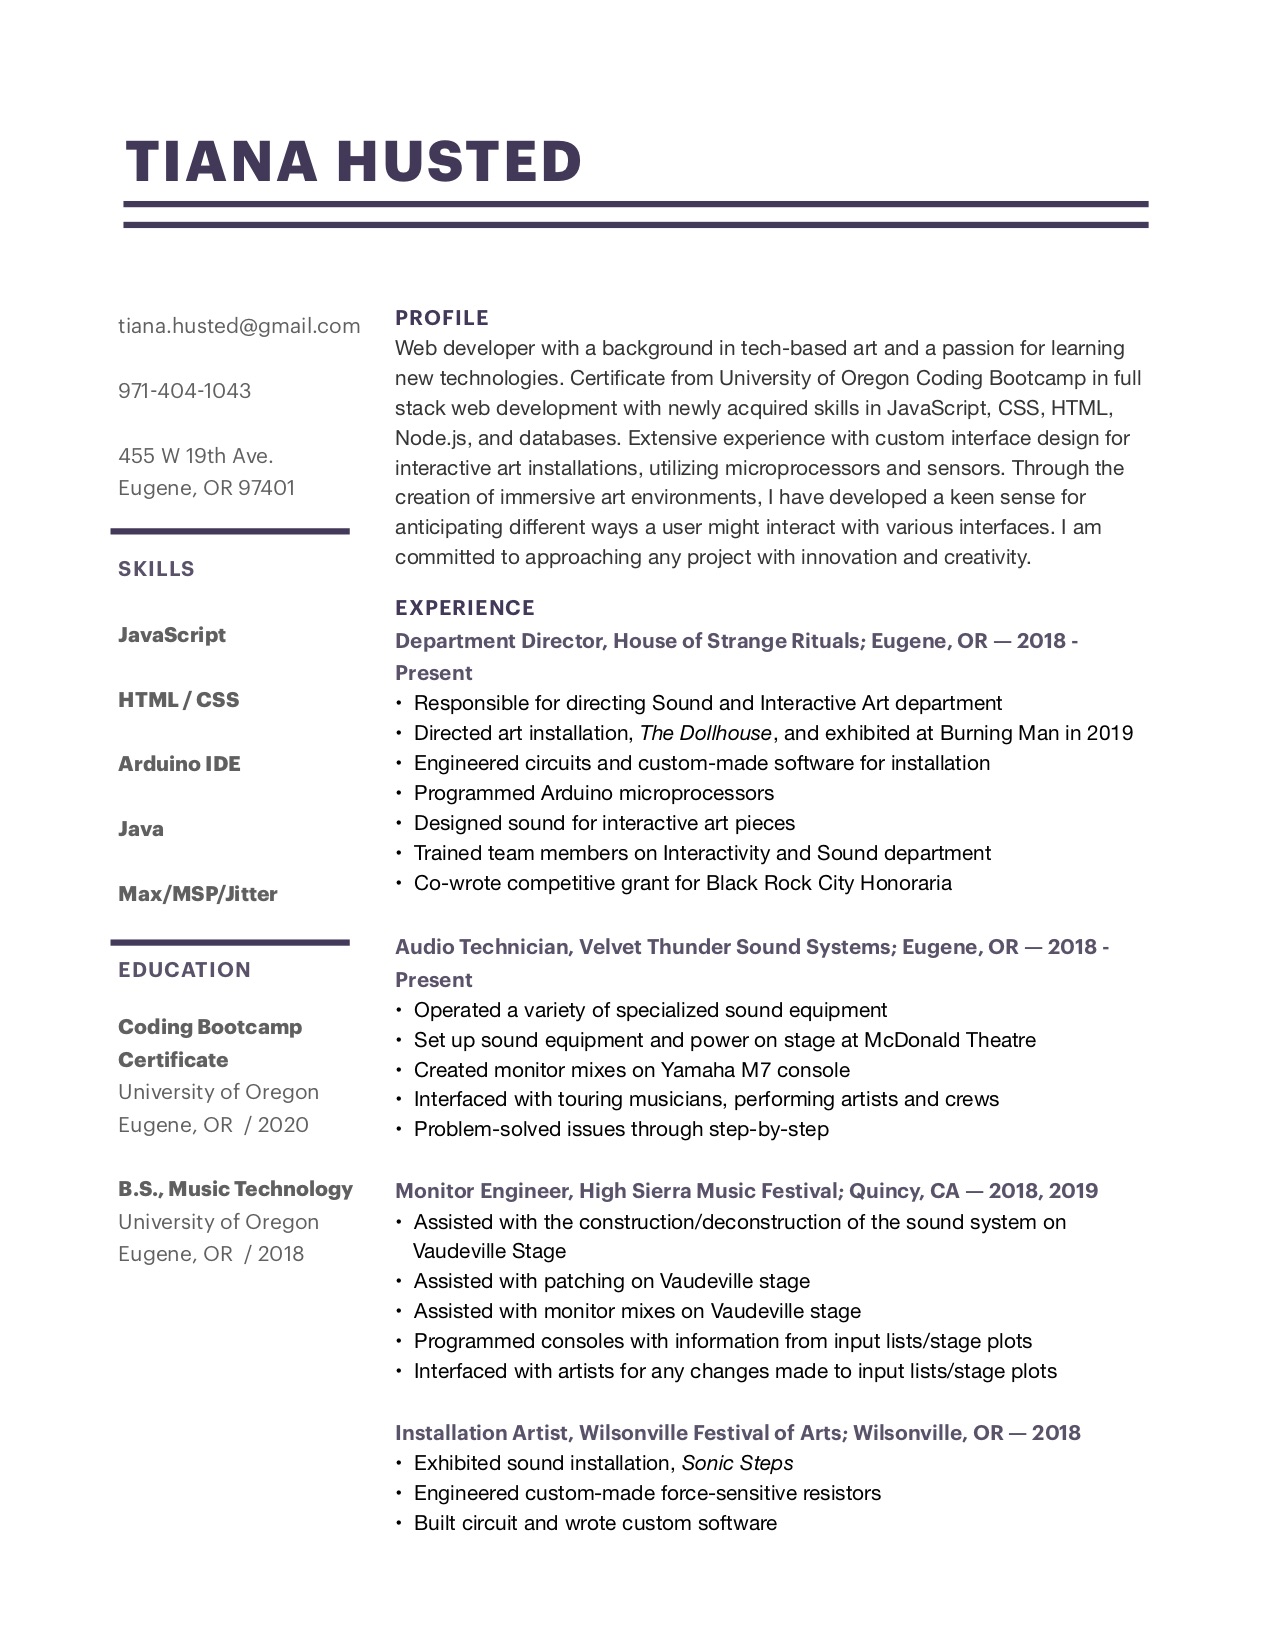 TIANA HUSTED
tiana.husted@gmail.com
971-404-1043
455 W 19th Ave.
Eugene, OR 97401
SKILLS
JavaScript
HTML / CSS
Arduino IDE
Java
Max/MSP/Jitter
EDUCATION
Coding Bootcamp
Certificate
University of Oregon
Eugene, OR / 2020
B.S., Music Technology
University of Oregon
Eugene, OR / 2018
PROFILE
Web developer with a background in tech-based art and a passion for learning
new technologies. Certificate from University of Oregon Coding Bootcamp in full
stack web development with newly acquired skills in JavaScript, CSS, HTML,
Node.js, and databases. Extensive experience with custom interface design for
interactive art installations, utilizing microprocessors and sensors. Through the
creation of immersive art environments, I have developed a keen sense for
anticipating different ways a user might interact with various interfaces. I am
committed to approaching any project with innovation and creativity.
EXPERIENCE
Department Director, House of Strange Rituals; Eugene, OR — 2018 -
Present
• Responsible for directing Sound and Interactive Art department
• Directed art installation, The Dollhouse, and exhibited at Burning Man in 2019
• Engineered circuits and custom-made software for installation
• Programmed Arduino microprocessors
• Designed sound for interactive art pieces
• Trained team members on Interactivity and Sound department
• Co-wrote competitive grant for Black Rock City Honoraria
Audio Technician, Velvet Thunder Sound Systems; Eugene, OR — 2018 -
Present
• Operated a variety of specialized sound equipment
• Set up sound equipment and power on stage at McDonald Theatre
• Created monitor mixes on Yamaha M7 console
• Interfaced with touring musicians, performing artists and crews
• Problem-solved issues through step-by-step
Monitor Engineer, High Sierra Music Festival; Quincy, CA — 2018, 2019
• Assisted with the construction/deconstruction of the sound system on
Vaudeville Stage
• Assisted with patching on Vaudeville stage
• Assisted with monitor mixes on Vaudeville stage
• Programmed consoles with information from input lists/stage plots
• Interfaced with artists for any changes made to input lists/stage plots
Installation Artist, Wilsonville Festival of Arts; Wilsonville, OR — 2018
• Exhibited sound installation, Sonic Steps
• Engineered custom-made force-sensitive resistors
• Built circuit and wrote custom software